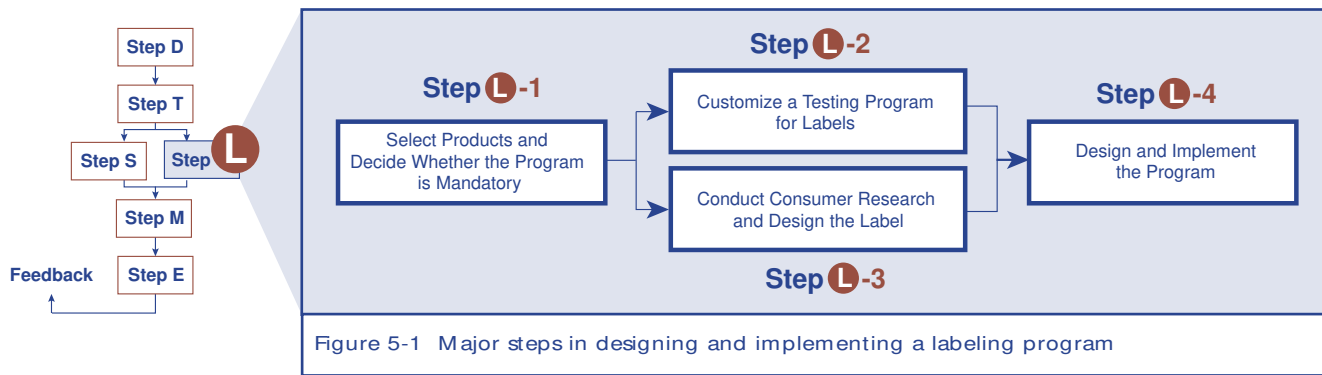 Step D
Step T
Step S
Step L
Step M
Step E
Feedback
Step L-1
Select Products and
Decide Whether the Program
is Mandatory
Step L-2
Customize a Testing Program
for Labels
Conduct Consumer Research
and Design the Label
Step L-3
Step L-4
Design and Implement
the Program
Figure 5-1 Major steps in designing and implementing a labeling program